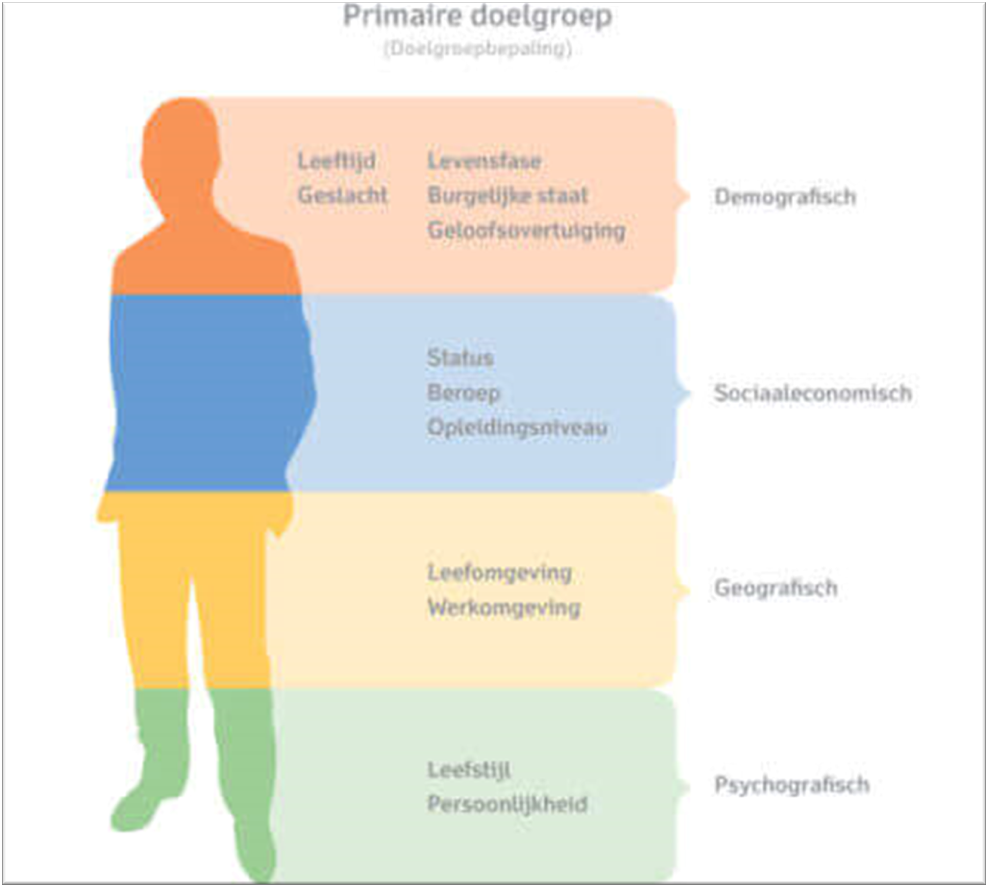 Primaire doelgroep
(Doelgroepbepaling)
Leeftijd
Geslacht
Levensfase
Burgelijke staat
Geloofsovertuiging
Demografisch
Status
Beroep
Opleidingsniveau
Sociaaleconomisch
Leefomgeving
Werkomgeving
Geografisch
Leefstijl
Persoonlijkheid
Psychografisch